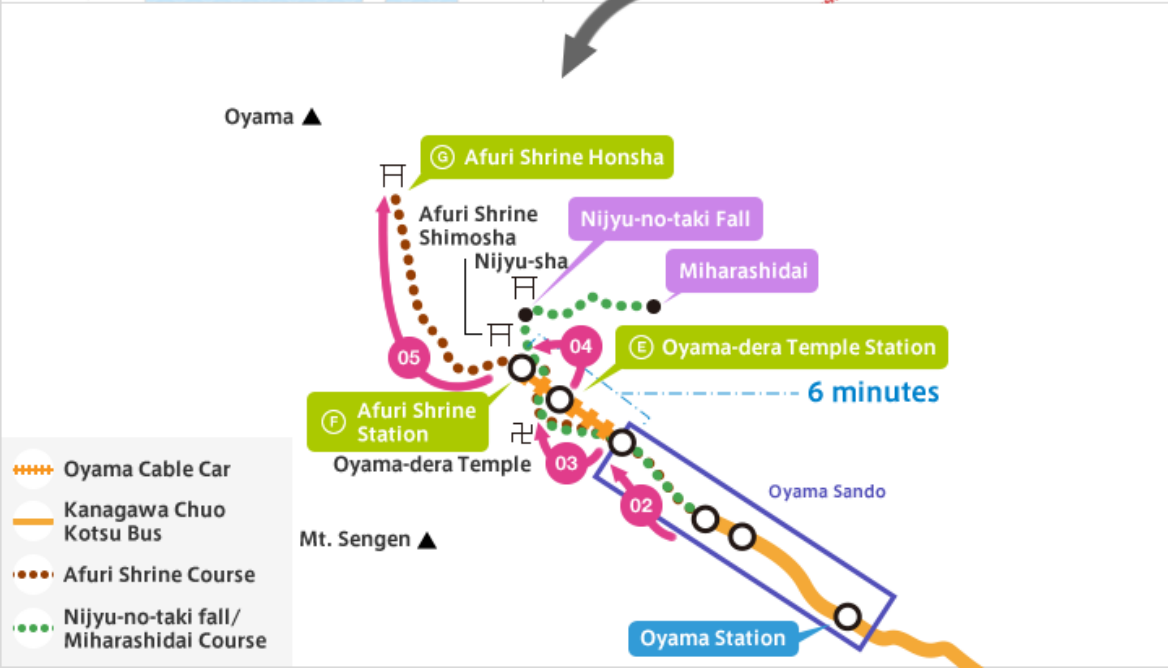 Oyama
G Afuri Shrine Honsha
Afuri Shrine
Shimosha
Nijyu-no-taki Fall
Nijyu-sha
Miharashidai
04
E Oyama-dera Temple Station
05
6 minutes
F Afuri Shrine
Station
Oyama-dera Temple
03
02
Oyama Sando
Mt. Sengen
Oyama Station
Oyama Cable Car
Kanagawa Chuo
Kotsu Bus
Afuri Shrine Course
Nijyu-no-taki fall/
Miharashidai Course